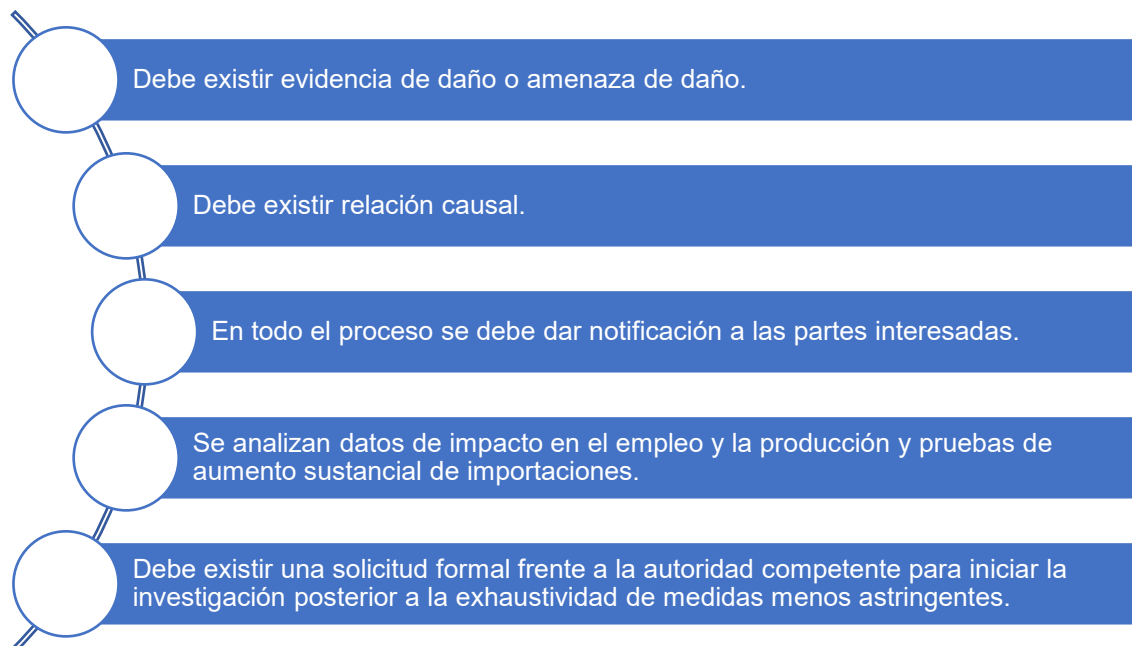 Debe existir evidencia de daño o amenaza de daño.
Debe existir relación causal.
En todo el proceso se debe dar notificación a las partes interesadas.
Se analizan datos de impacto en el empleo y la producción y pruebas de
aumento sustancial de importaciones.
Debe existir una solicitud formal frente a la autoridad competente para iniciar la
investigación posterior a la exhaustividad de medidas menos astringentes.